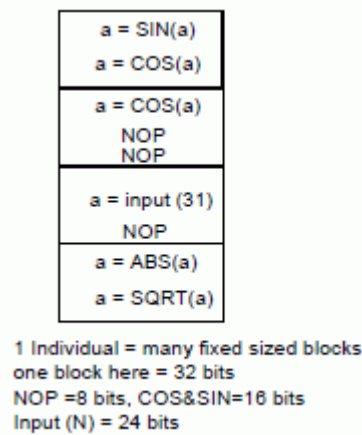 a = SIN(a)
a = COS(a)
a = COS(a)
NOP
NOP
a = input (31)
NOP
a = ABS(a)
a = SQRT(a)
1 Individual = many fixed sized blocks
one block here = 32 bits
NOP =8 bits, COS&SIN=16 bits
Input (N) = 24 bits